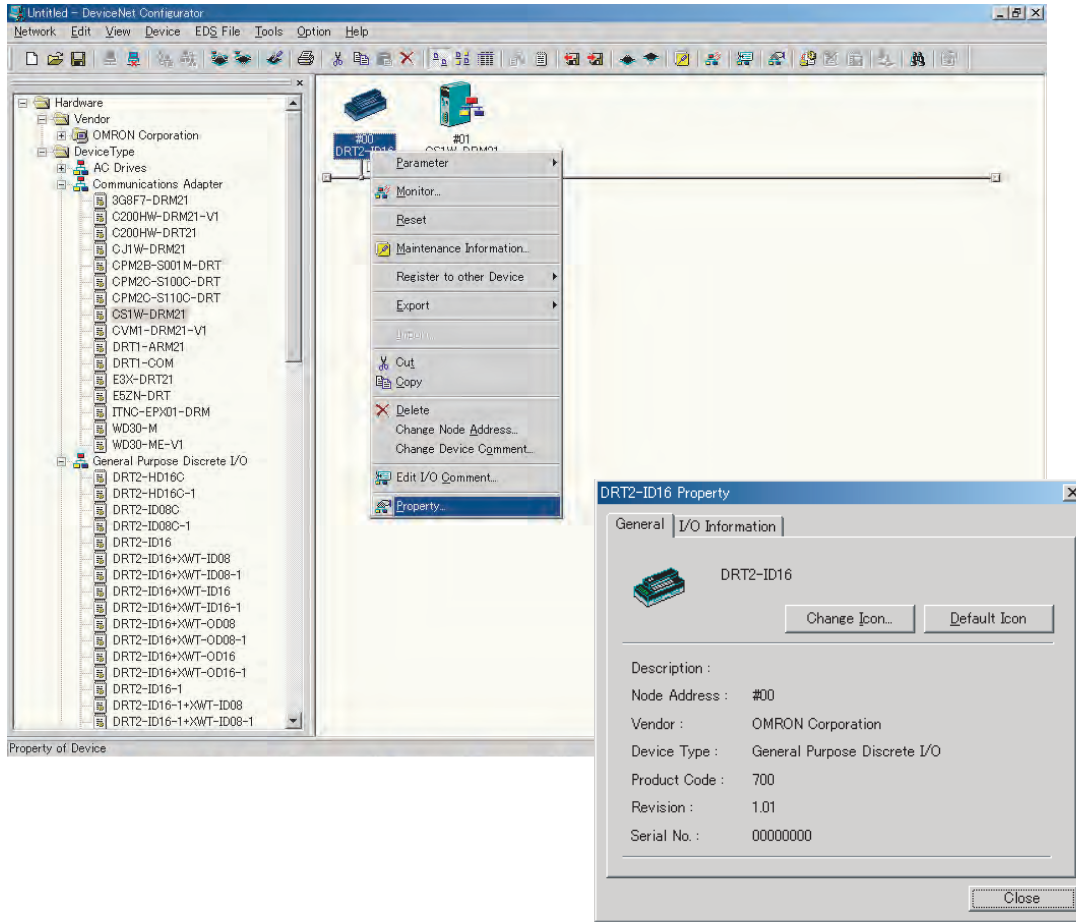 Untitled - DeviceNet Configurator
Network Edit View Device EDS File Tools Option Help
Hardware
Vendor
OMRON Corporation
DeviceType
AC Drives
Communications Adapter
3G8F7-DRM21
C200HW-DRM21-V1
C200HW-DRT21
CJ1W-DRM21
CPM2B-S001M-DRT
CPM2C-S100C-DRT
CPM2C-S110C-DRT
CS1W-DRM21
CVM1-DRM21-V1
DRT1-ARM21
DRT1-COM
E3X-DRT21
E5ZN-DRT
ITNC-EPX01-DRM
WD30-M
WD30-ME-V1
General Purpose Discrete I/O
DRT2-HD16C
DRT2-HD16C-1
DRT2-ID08C
DRT2-ID08C-1
DRT2-ID16
DRT2-ID16+XWT-ID08
DRT2-ID16+XWT-ID08-1
DRT2-ID16+XWT-ID16
DRT2-ID16+XWT-ID16-1
DRT2-ID16+XWT-OD08
DRT2-ID16+XWT-OD08-1
DRT2-ID16+XWT-OD16
DRT2-ID16+XWT-OD16-1
DRT2-ID16-1
DRT2-ID16-1+XWT-ID08
DRT2-ID16-1+XWT-ID08-1
Property of Device
#00
DRT2-ID16
#01
CS1W-DRM21
Parameter
Monitor...
Reset
Maintenance Information...
Register to other Device
Export
Cut
Copy
Delete
Change Node Address...
Change Device Comment...
Edit I/O Comment...
Property...
DRT2-ID16 Property
General I/O Information
DRT2-ID16
Change Icon... Default Icon
Description :
Node Address : #00
Vendor : OMRON Corporation
Device Type : General Purpose Discrete I/O
Product Code : 700
Revision : 1.01
Serial No. : 00000000
Close